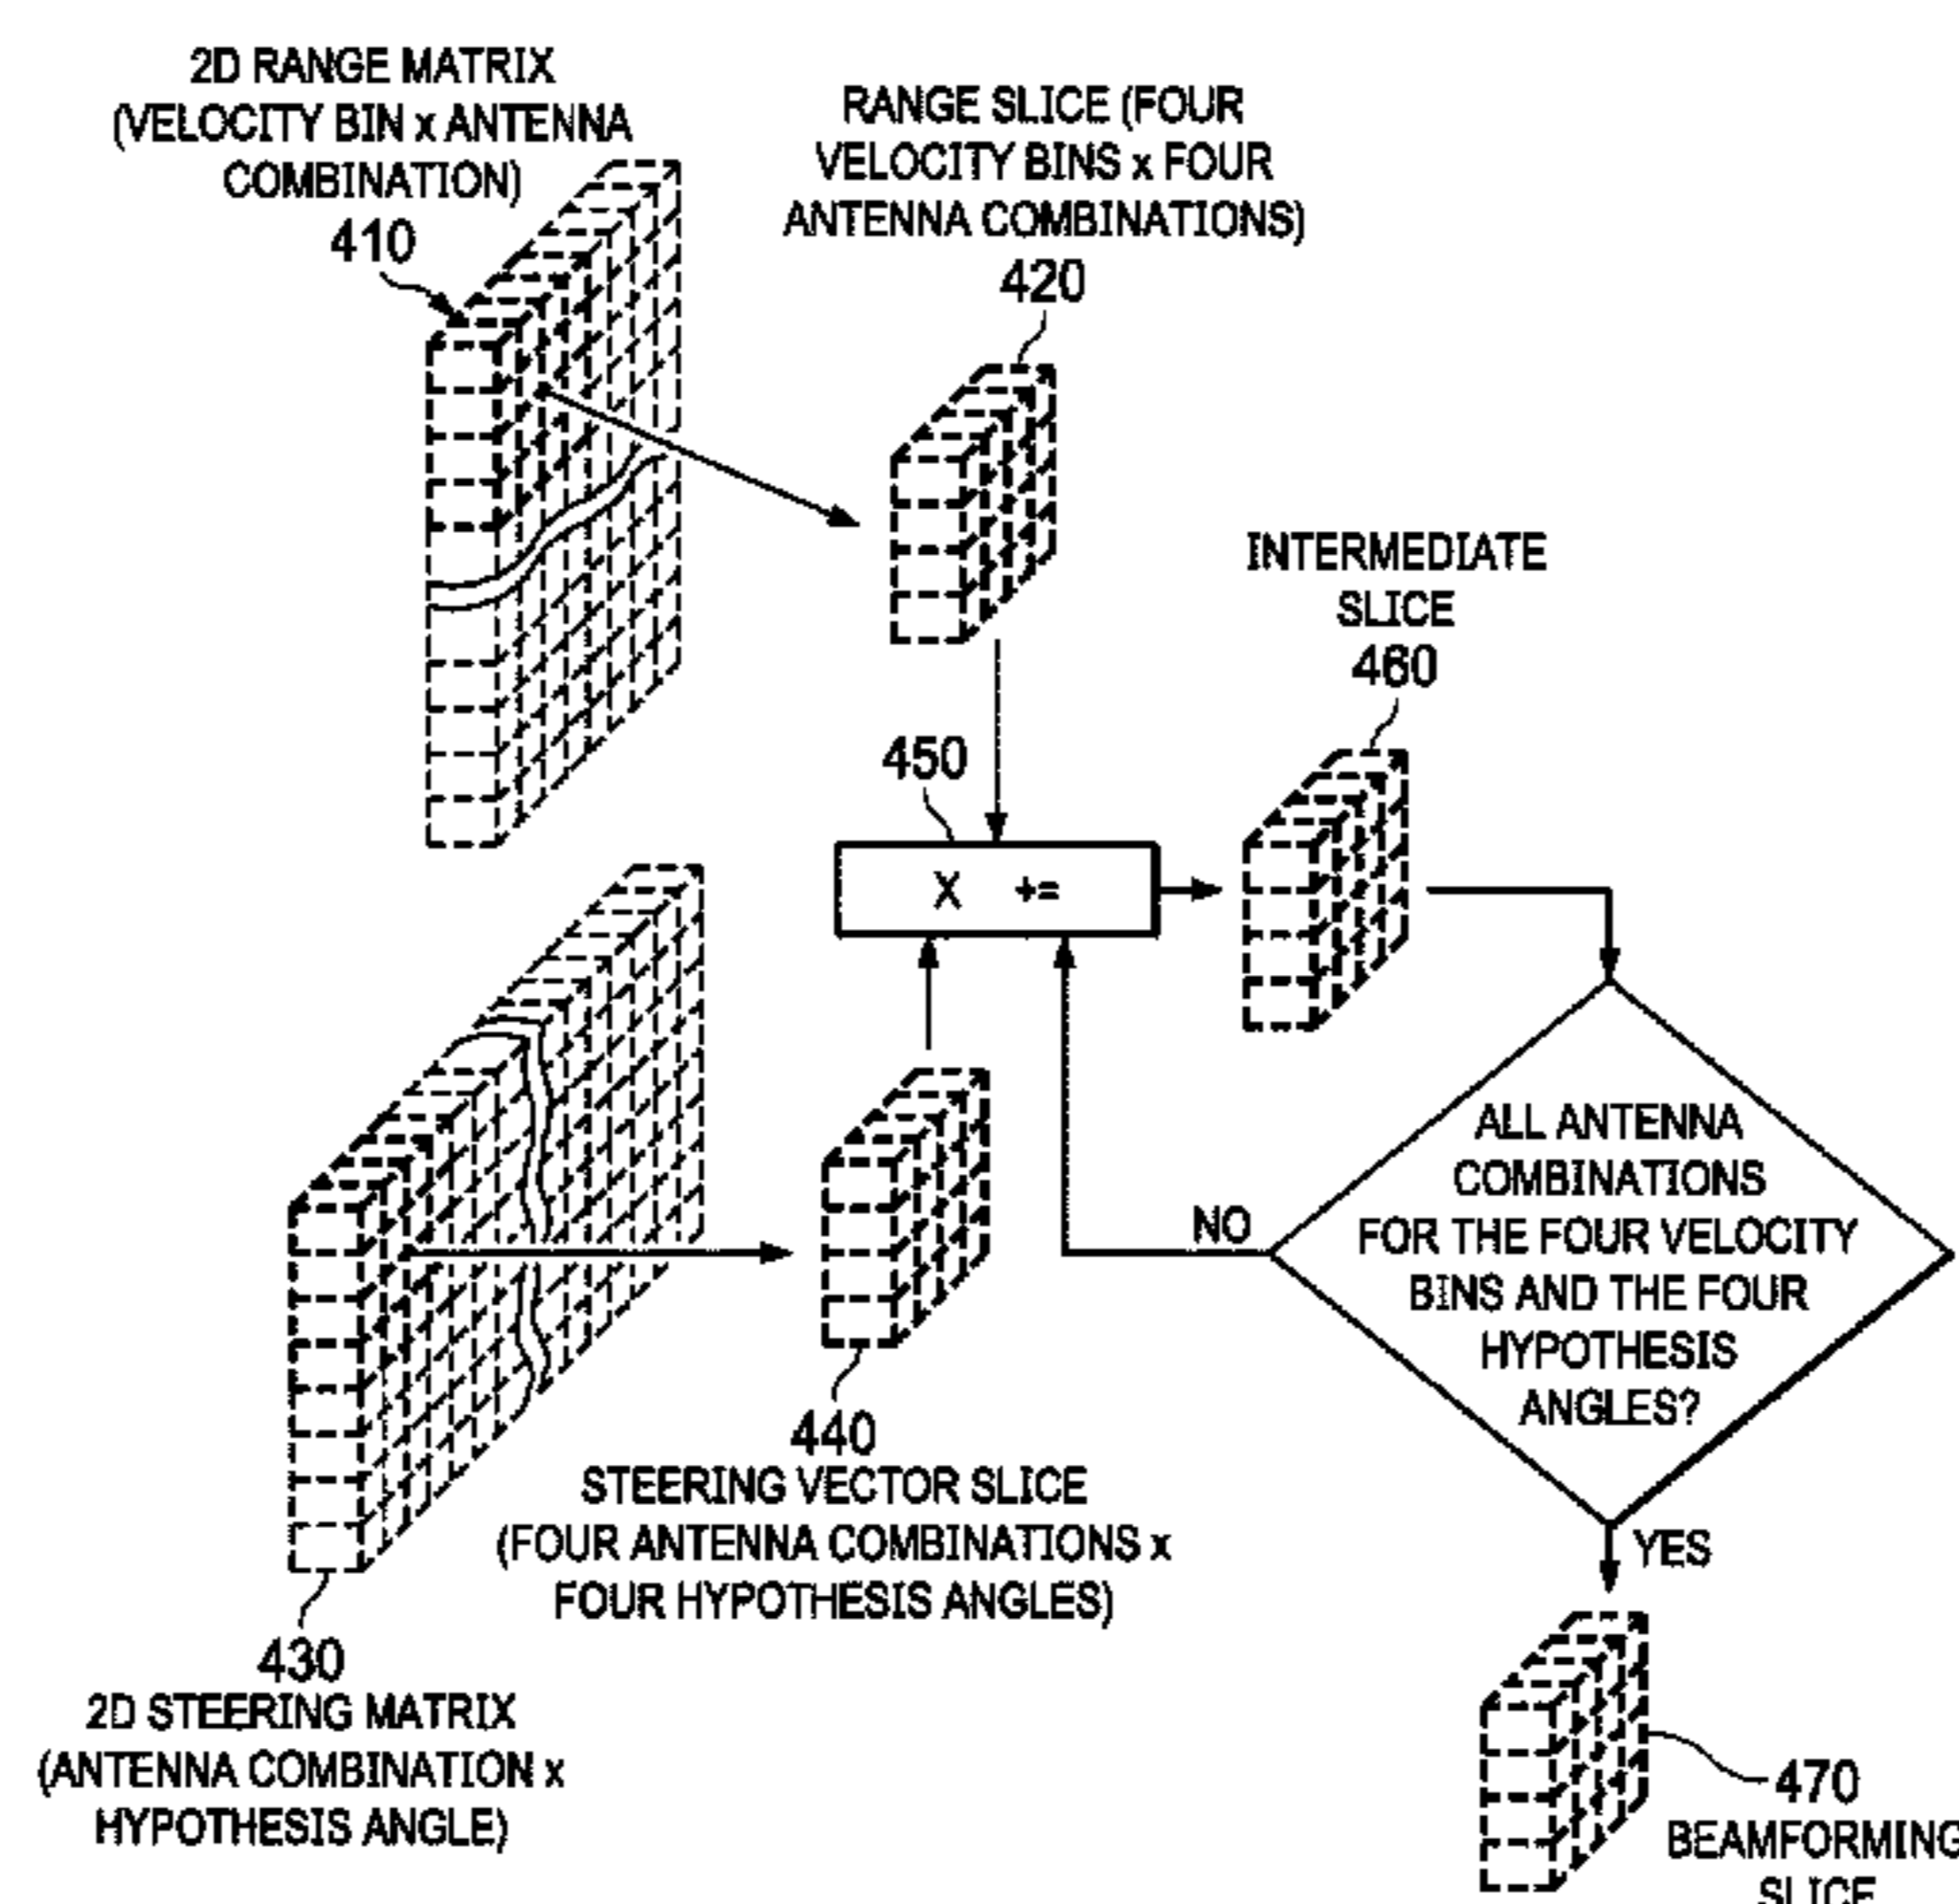 2D RANGE MATRIX
(VELOCITY BIN x ANTENNA
COMBINATION)
410
RANGE SLICE (FOUR
VELOCITY BINS x FOUR
ANTENNA COMBINATIONS)
420
INTERMEDIATE
SLICE
460
450
X +=
ALL ANTENNA
COMBINATIONS
FOR THE FOUR VELOCITY
BINS AND THE FOUR
HYPOTHESIS
ANGLES?
NO
YES
440
STEERING VECTOR SLICE
(FOUR ANTENNA COMBINATIONS x
FOUR HYPOTHESIS ANGLES)
430
2D STEERING MATRIX
(ANTENNA COMBINATION x
HYPOTHESIS ANGLE)
470
BEAMFORMING
SLICE